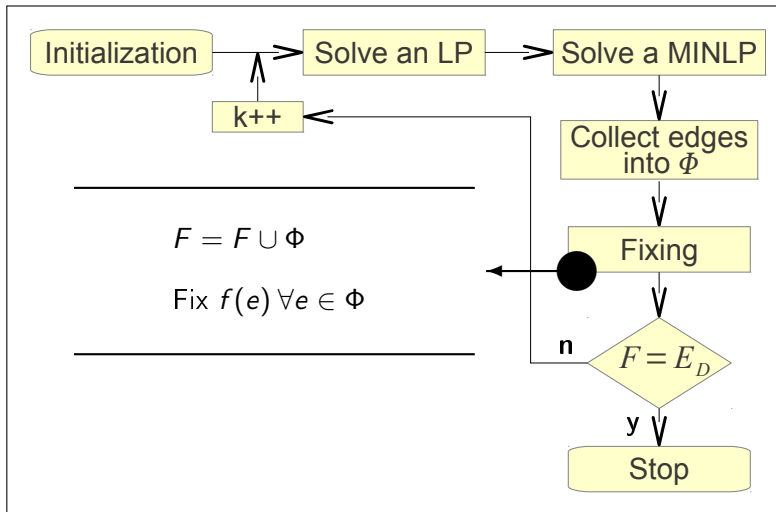 Initialization
Solve an LP
Solve a MINLP
k++
Collect edges
into Φ
F = F ∪ Φ
Fixing
Fix f(e) ∀e ∈ Φ
n
F = E_D
y
Stop